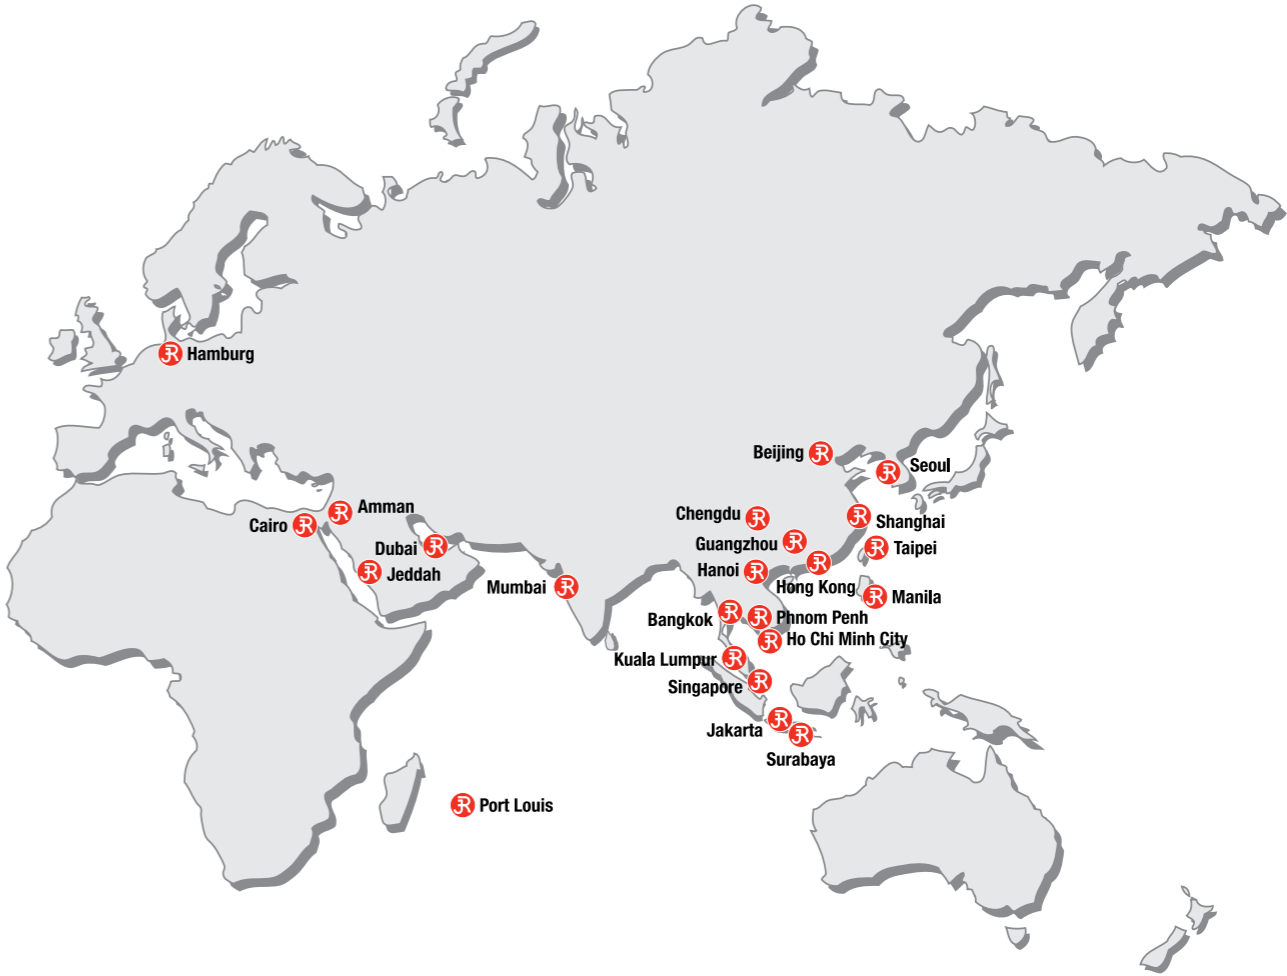 Hamburg
Beijing
Seoul
Amman
Chengdu
Shanghai
Cairo
Guangzhou
Taipei
Dubai
Hanoi
Jeddah
Mumbai
Hong Kong
Manila
Bangkok
Phnom Penh
Ho Chi Minh City
Kuala Lumpur
Singapore
Jakarta
Surabaya
Port Louis